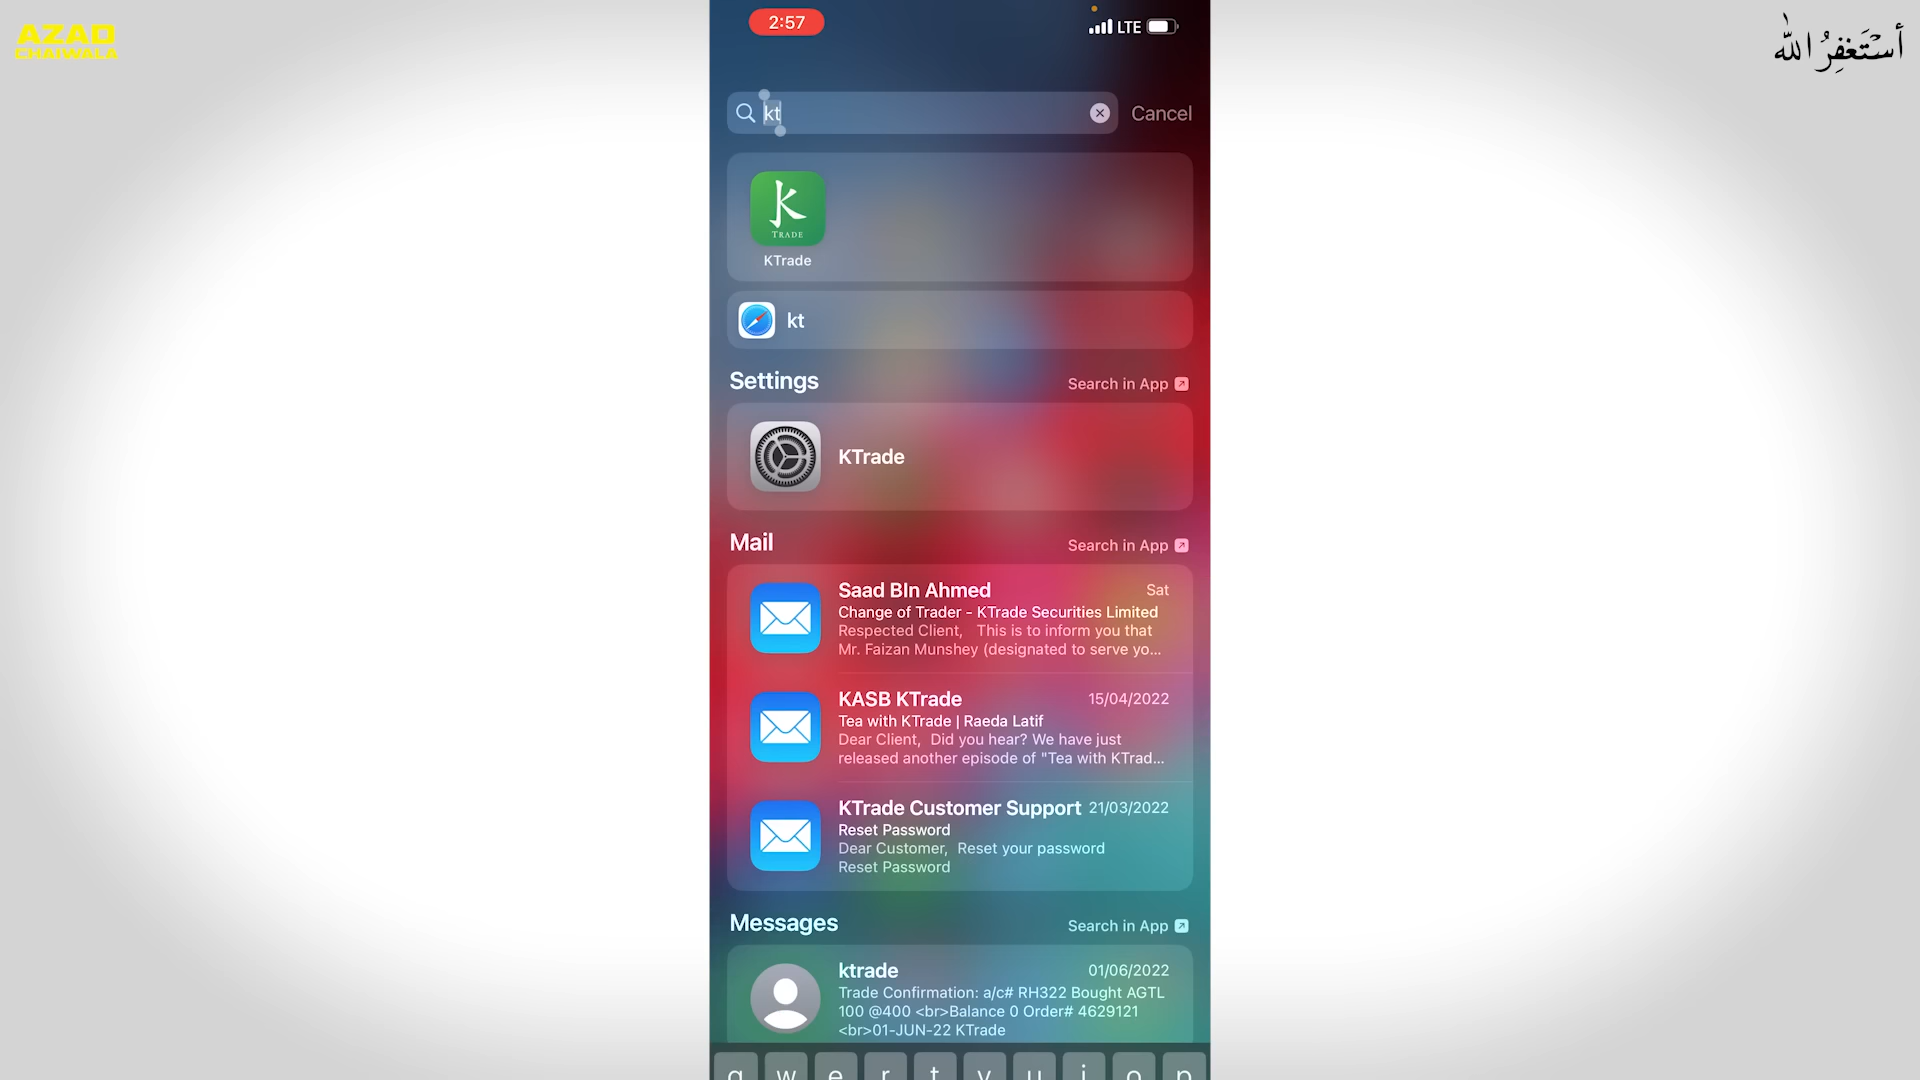 AZAD
CHAIWALA
أَسْتَغْفِرُ اللّٰه
2:57
LTE
kt
Cancel
K
TRADE
KTrade
kt
Settings
Search in App
KTrade
Mail
Search in App
Saad BIn Ahmed
Sat
Change of Trader - KTrade Securities Limited
Respected Client, This is to inform you that
Mr. Faizan Munshey (designated to serve yo...
KASB KTrade
15/04/2022
Tea with KTrade | Raeda Latif
Dear Client, Did you hear? We have just
released another episode of "Tea with KTrad...
KTrade Customer Support
21/03/2022
Reset Password
Dear Customer, Reset your password
Reset Password
Messages
Search in App
ktrade
01/06/2022
Trade Confirmation: a/c# RH322 Bought AGTL
100 @400 <br>Balance 0 Order# 4629121
<br>01-JUN-22 KTrade
q w e r t y u i o p